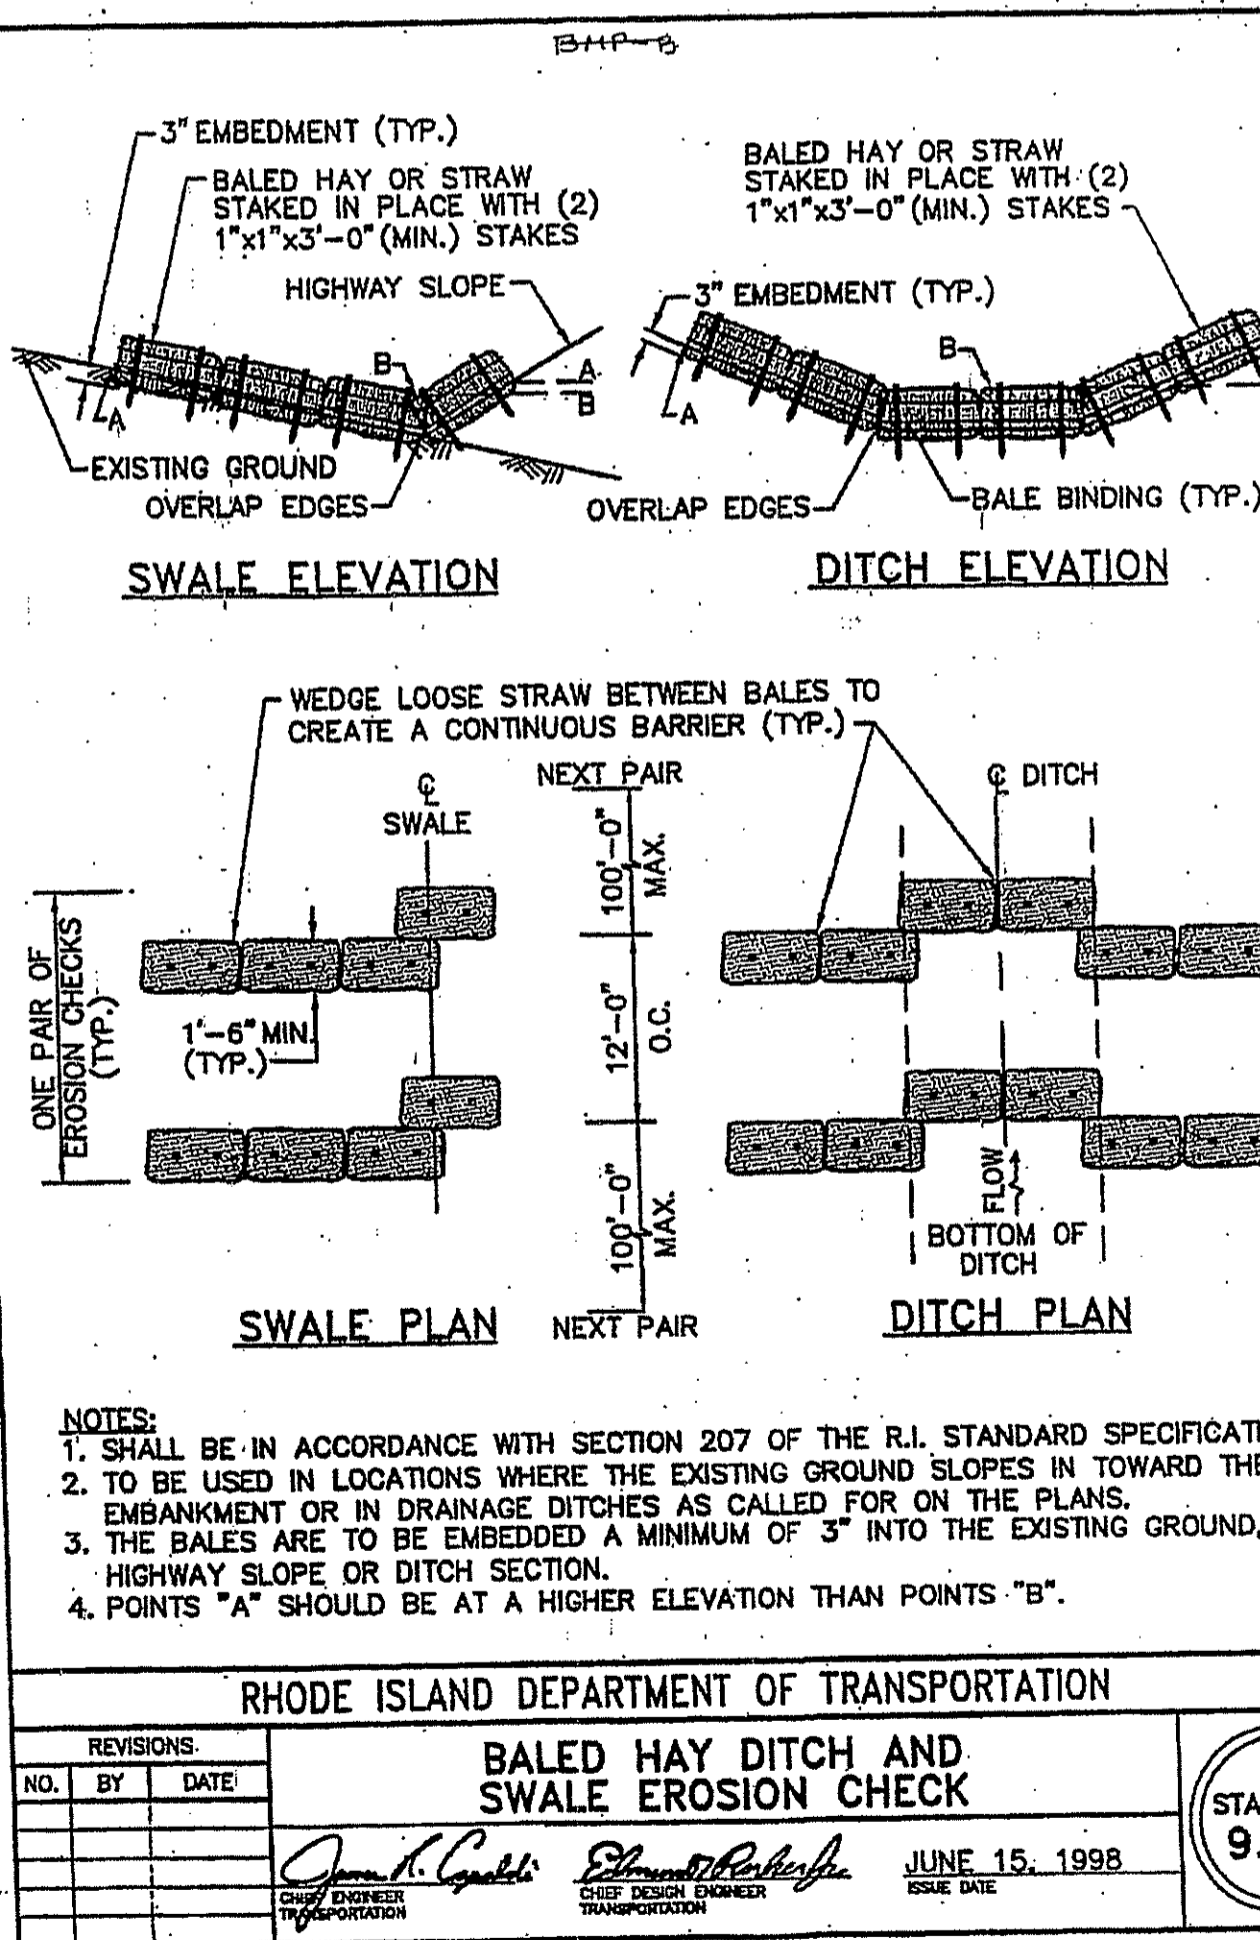 BMP-B
3" EMBEDMENT (TYP.)
BALED HAY OR STRAW
STAKED IN PLACE WITH (2)
1"x1"x3'-0" (MIN.) STAKES
HIGHWAY SLOPE
B
A
A
B
EXISTING GROUND
OVERLAP EDGES
SWALE ELEVATION
BALED HAY OR STRAW
STAKED IN PLACE WITH (2)
1"x1"x3'-0" (MIN.) STAKES
3" EMBEDMENT (TYP.)
B
A
OVERLAP EDGES
BALE BINDING (TYP.)
DITCH ELEVATION
WEDGE LOOSE STRAW BETWEEN BALES TO
CREATE A CONTINUOUS BARRIER (TYP.)
℄
SWALE
ONE PAIR OF
EROSION CHECKS
(TYP.)
1'-6" MIN.
(TYP.)
SWALE PLAN
NEXT PAIR
100'-0"
MAX.
12'-0"
O.C.
100'-0"
MAX.
NEXT PAIR
℄ DITCH
FLOW
BOTTOM OF
DITCH
DITCH PLAN
NOTES:
1. SHALL BE IN ACCORDANCE WITH SECTION 207 OF THE R.I. STANDARD SPECIFICATI
2. TO BE USED IN LOCATIONS WHERE THE EXISTING GROUND SLOPES IN TOWARD THE
EMBANKMENT OR IN DRAINAGE DITCHES AS CALLED FOR ON THE PLANS.
3. THE BALES ARE TO BE EMBEDDED A MINIMUM OF 3" INTO THE EXISTING GROUND,
HIGHWAY SLOPE OR DITCH SECTION.
4. POINTS "A" SHOULD BE AT A HIGHER ELEVATION THAN POINTS "B".
RHODE ISLAND DEPARTMENT OF TRANSPORTATION
REVISIONS
NO. BY DATE
BALED HAY DITCH AND
SWALE EROSION CHECK
CHIEF ENGINEER
TRANSPORTATION
CHIEF DESIGN ENGINEER
TRANSPORTATION
JUNE 15, 1998
ISSUE DATE
STA
9.